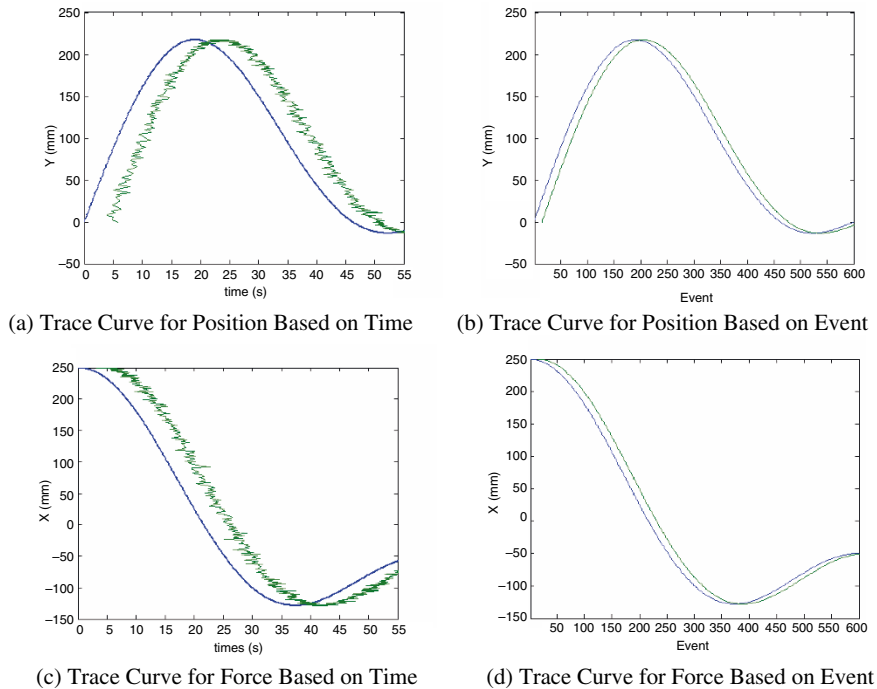 250
200
150
100
50
0
−50
Y (mm)
0 5 10 15 20 25 30 35 40 45 50 55
time (s)
(a) Trace Curve for Position Based on Time
250
200
150
100
50
0
−50
Y (mm)
50 100 150 200 250 300 350 400 450 500 550 600
Event
(b) Trace Curve for Position Based on Event
250
200
150
100
50
0
−50
−100
−150
X (mm)
0 5 10 15 20 25 30 35 40 45 50 55
times (s)
(c) Trace Curve for Force Based on Time
250
200
150
100
50
0
−50
−100
−150
X (mm)
50 100 150 200 250 300 350 400 450 500 550 600
Event
(d) Trace Curve for Force Based on Event